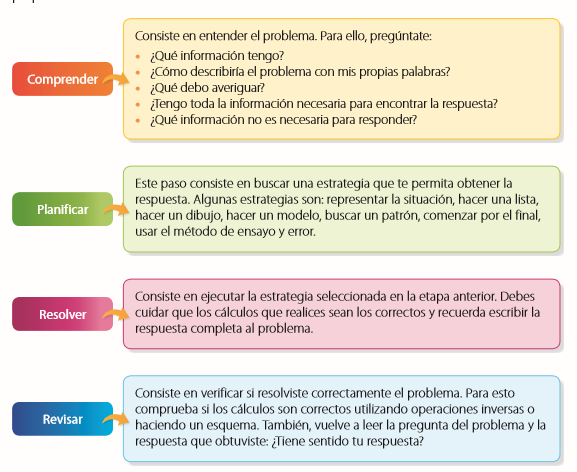 Comprender
Consiste en entender el problema. Para ello, pregúntate:
• ¿Qué información tengo?
• ¿Cómo describiría el problema con mis propias palabras?
• ¿Qué debo averiguar?
• ¿Tengo toda la información necesaria para encontrar la respuesta?
• ¿Qué información no es necesaria para responder?
Planificar
Este paso consiste en buscar una estrategia que te permita obtener la
respuesta. Algunas estrategias son: representar la situación, hacer una lista,
hacer un dibujo, hacer un modelo, buscar un patrón, comenzar por el final,
usar el método de ensayo y error.
Resolver
Consiste en ejecutar la estrategia seleccionada en la etapa anterior. Debes
cuidar que los cálculos que realices sean los correctos y recuerda escribir la
respuesta completa al problema.
Revisar
Consiste en verificar si resolviste correctamente el problema. Para esto
comprueba si los cálculos son correctos utilizando operaciones inversas o
haciendo un esquema. También, vuelve a leer la pregunta del problema y la
respuesta que obtuviste: ¿Tiene sentido tu respuesta?